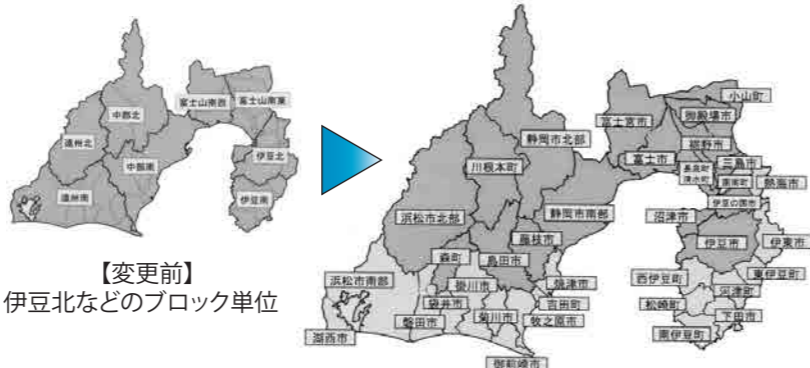 中部北
富士山南西
富士山南東
遠州北
伊豆北
中部南
遠州南
伊豆南
【変更前】
伊豆北などのブロック単位
小山町
御殿場市
富士宮市
裾野市
静岡市北部
富士市
長泉町
清水町
三島市
川根本町
函南町
熱海市
伊豆の国市
浜松市北部
静岡市南部
沼津市
藤枝市
伊豆市
伊東市
森町
島田市
浜松市南部
掛川市
焼津市
西伊豆町
東伊豆町
袋井市
吉田町
河津町
松崎町
磐田市
菊川市
牧之原市
下田市
湖西市
南伊豆町
御前崎市